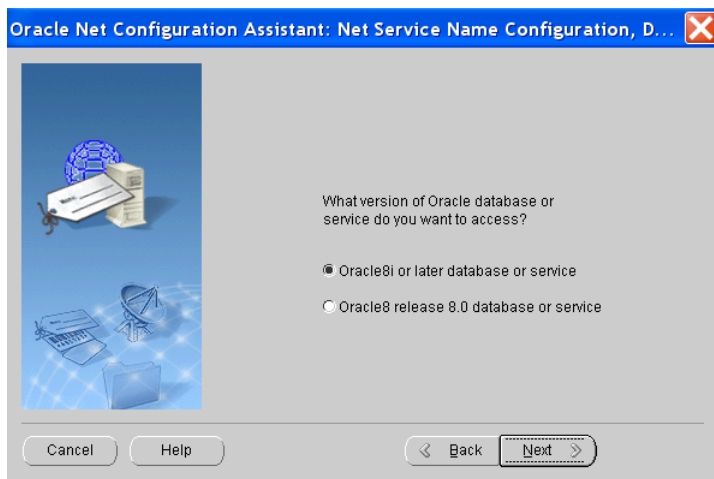 Oracle Net Configuration Assistant: Net Service Name Configuration, D...
What version of Oracle database or
service do you want to access?
Oracle8i or later database or service
Oracle8 release 8.0 database or service
Cancel
Help
Back
Next